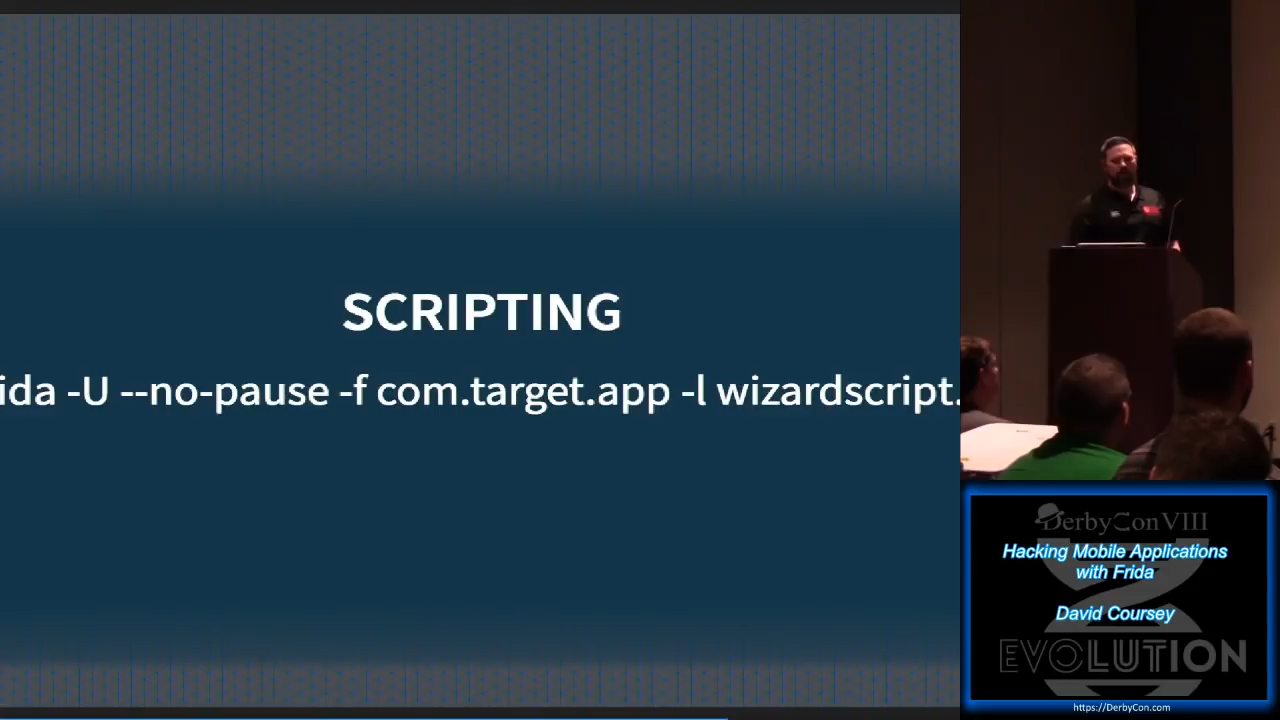 SCRIPTING
ida -U --no-pause -f com.target.app -l wizardscript.
DerbyCon VIII
Hacking Mobile Applications
with Frida
David Coursey
EVOLUTION
https://DerbyCon.com